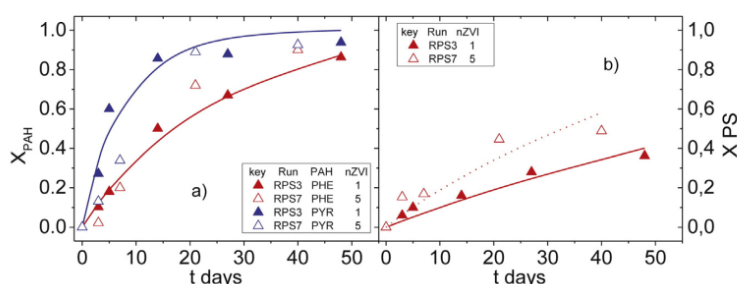 1.0
0.8
0.6
0.4
0.2
0.0
X_PAH
a)
key Run PAH nZVI
RPS3 PHE 1
RPS7 PHE 5
RPS3 PYR 1
RPS7 PYR 5
0 10 20 30 40 50
t days
key Run nZVI
RPS3 1
RPS7 5
b)
1,0
0,8
0,6
0,4
0,2
0,0
X PS
0 10 20 30 40 50
t days